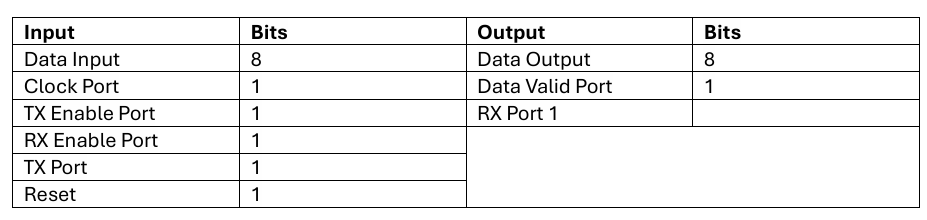 Input Bits Output Bits
Data Input 8 Data Output 8
Clock Port 1 Data Valid Port 1
TX Enable Port 1 RX Port 1
RX Enable Port 1
TX Port 1
Reset 1